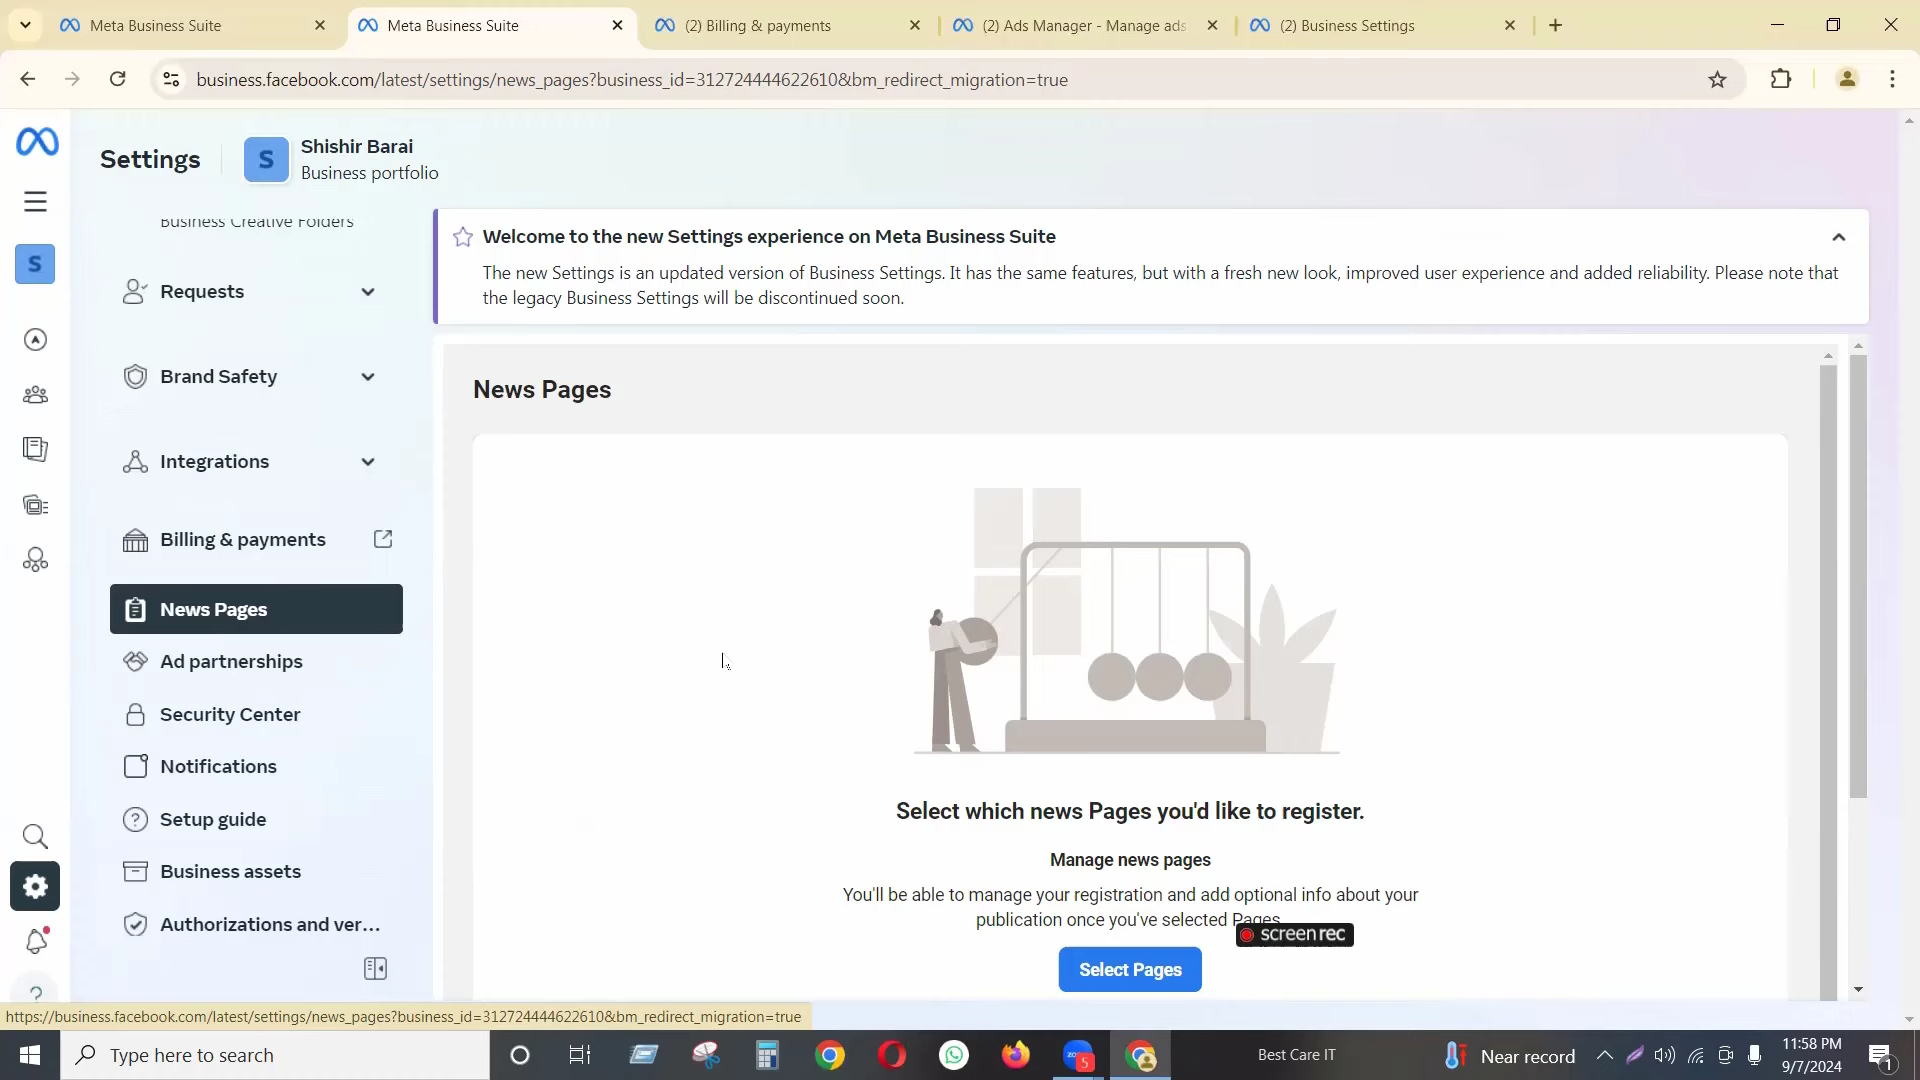 Meta Business Suite
Meta Business Suite
(2) Billing & payments
(2) Ads Manager - Manage ads
(2) Business Settings
business.facebook.com/latest/settings/news_pages?business_id=312724444622610&bm_redirect_migration=true
Settings
S
Shishir Barai
Business portfolio
S
Business Creative Folders
Requests
Brand Safety
Integrations
Billing & payments
News Pages
Ad partnerships
Security Center
Notifications
Setup guide
Business assets
Authorizations and ver...
Welcome to the new Settings experience on Meta Business Suite
The new Settings is an updated version of Business Settings. It has the same features, but with a fresh new look, improved user experience and added reliability. Please note that
the legacy Business Settings will be discontinued soon.
News Pages
Select which news Pages you'd like to register.
Manage news pages
You'll be able to manage your registration and add optional info about your
publication once you've selected Pages.
screenrec
Select Pages
https://business.facebook.com/latest/settings/news_pages?business_id=312724444622610&bm_redirect_migration=true
Type here to search
S
Best Care IT
Near record
11:58 PM
9/7/2024
1